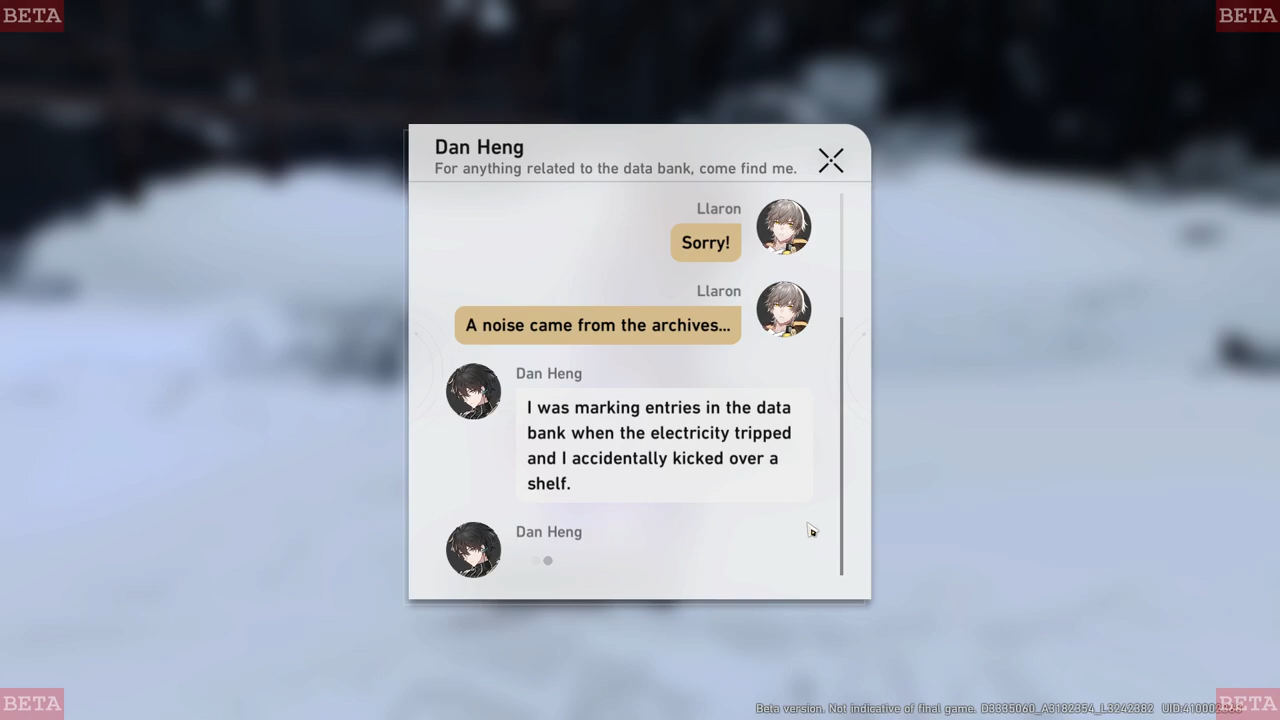 BETA
BETA
Dan Heng
For anything related to the data bank, come find me.
Llaron
Sorry!
Llaron
A noise came from the archives...
Dan Heng
I was marking entries in the data
bank when the electricity tripped
and I accidentally kicked over a
shelf.
Dan Heng
BETA
Beta version. Not indicative of final game. D3335060_A3182354_L3242382
BETA